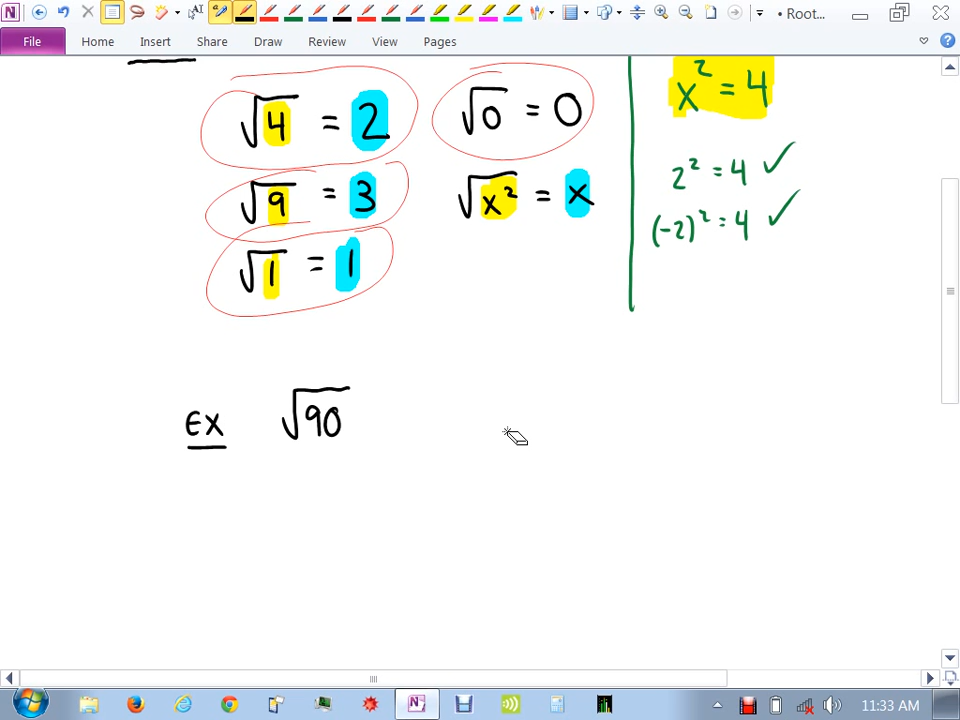 Root...
File Home Insert Share Draw Review View Pages
√4 = 2
√0 = 0
√9 = 3
√x² = x
√1 = 1
x² = 4
2² = 4 ✓
(-2)² = 4 ✓
EX √90
11:33 AM